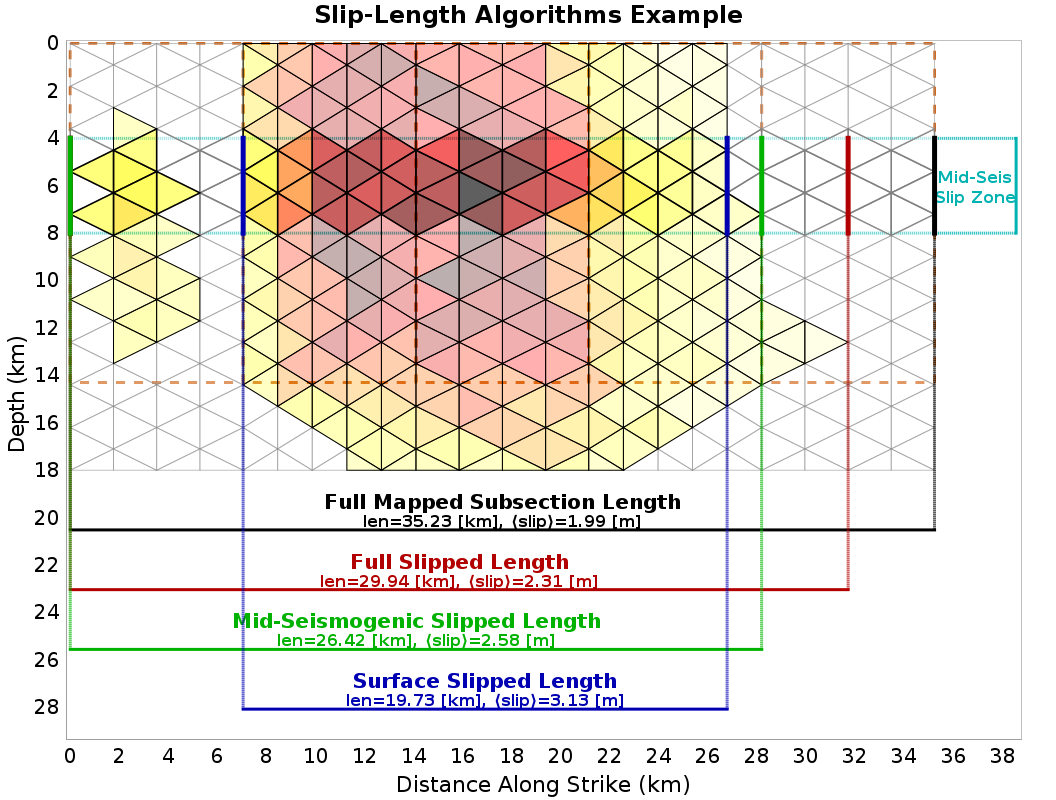 Slip-Length Algorithms Example
0
2
4
6
8
10
12
14
16
18
20
22
24
26
28
Depth (km)
Mid-Seis
Slip Zone
Full Mapped Subsection Length
len=35.23 [km], ⟨slip⟩=1.99 [m]
Full Slipped Length
len=29.94 [km], ⟨slip⟩=2.31 [m]
Mid-Seismogenic Slipped Length
len=26.42 [km], ⟨slip⟩=2.58 [m]
Surface Slipped Length
len=19.73 [km], ⟨slip⟩=3.13 [m]
0 2 4 6 8 10 12 14 16 18 20 22 24 26 28 30 32 34 36 38
Distance Along Strike (km)